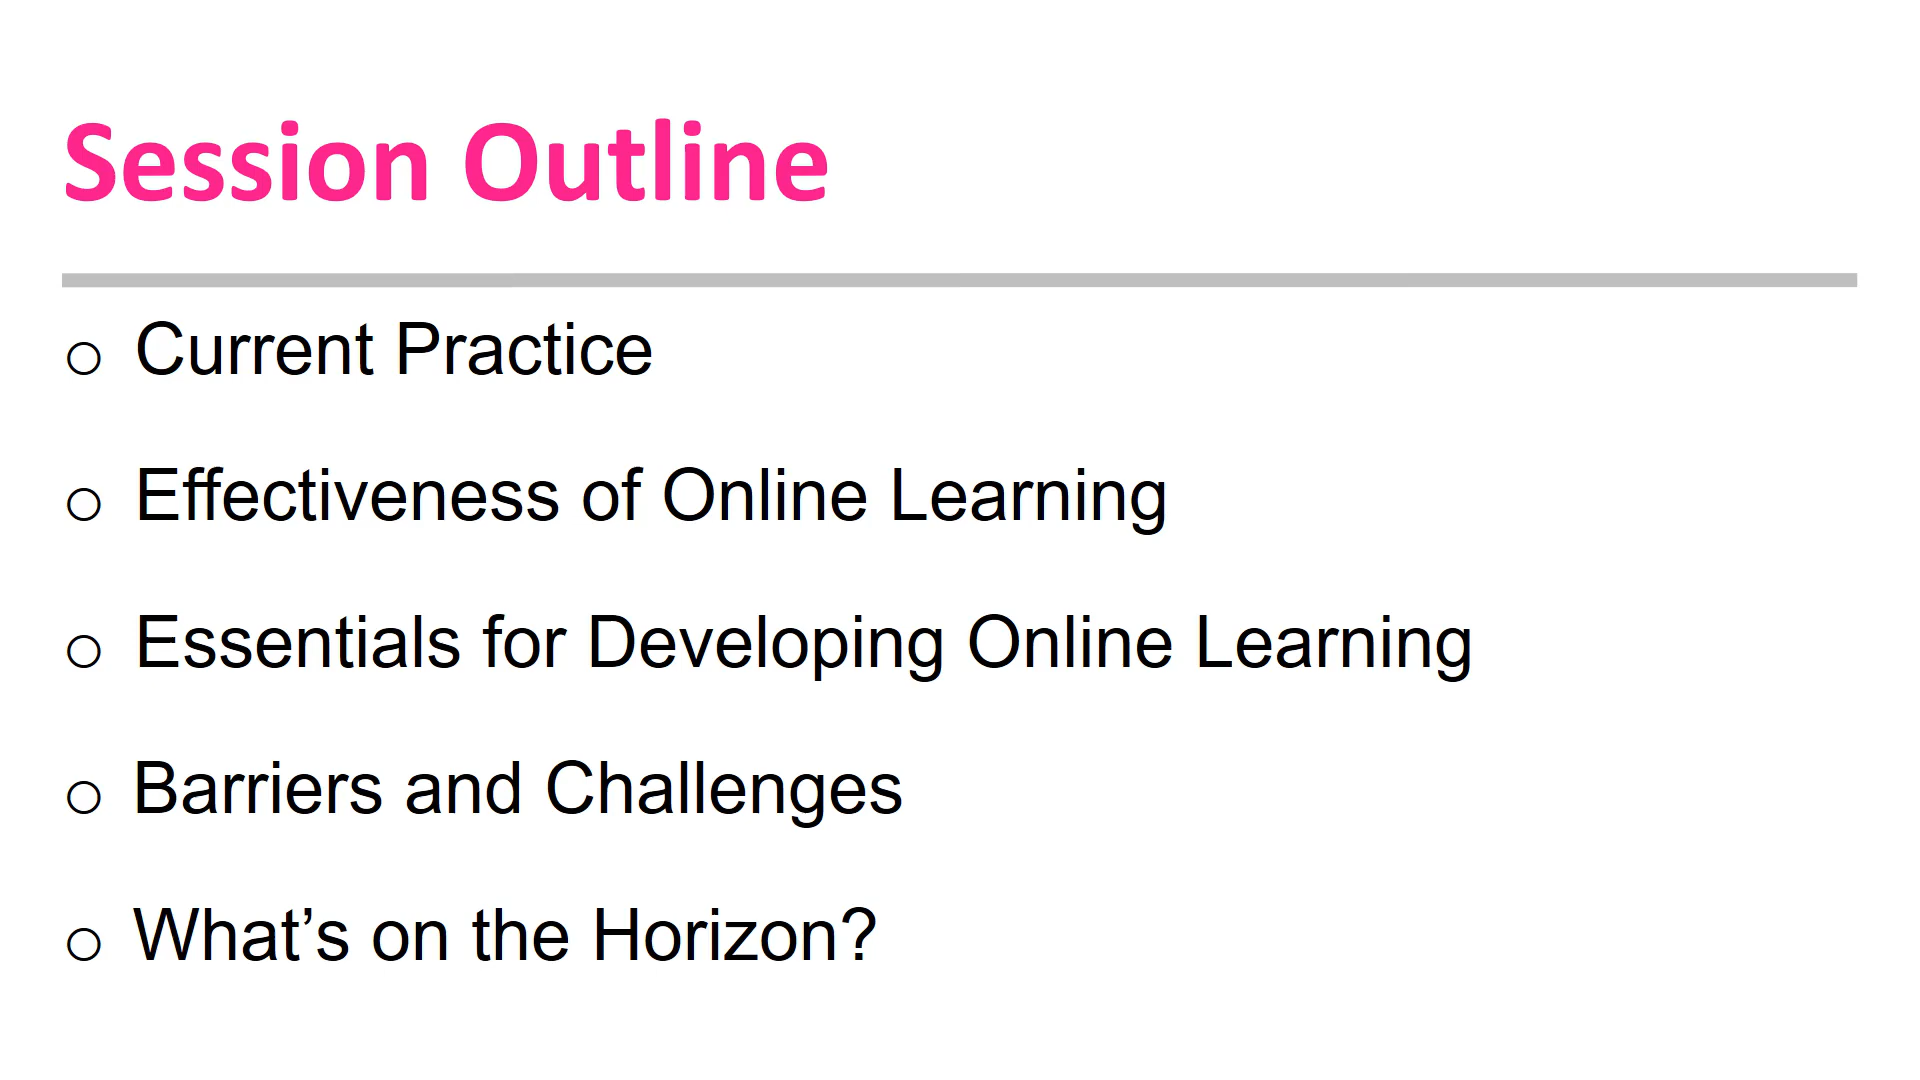 Session Outline
○ Current Practice
○ Effectiveness of Online Learning
○ Essentials for Developing Online Learning
○ Barriers and Challenges
○ What’s on the Horizon?